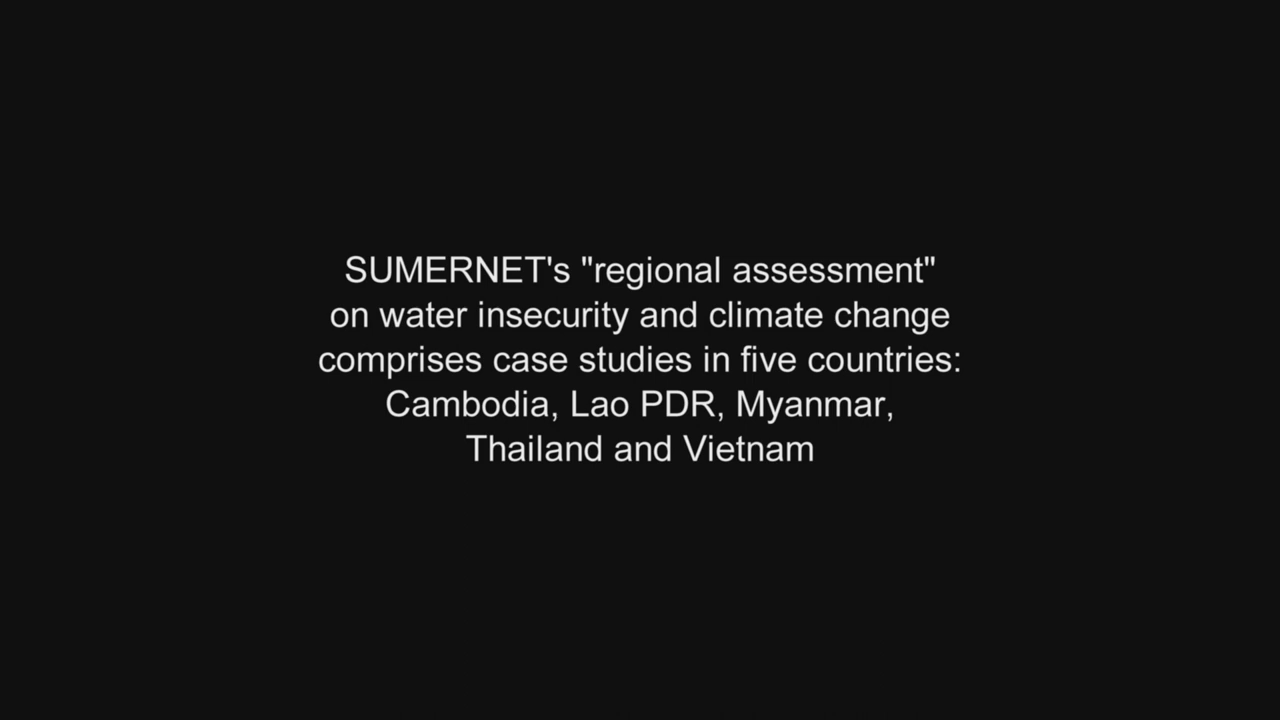 SUMERNET's "regional assessment"
on water insecurity and climate change
comprises case studies in five countries:
Cambodia, Lao PDR, Myanmar,
Thailand and Vietnam